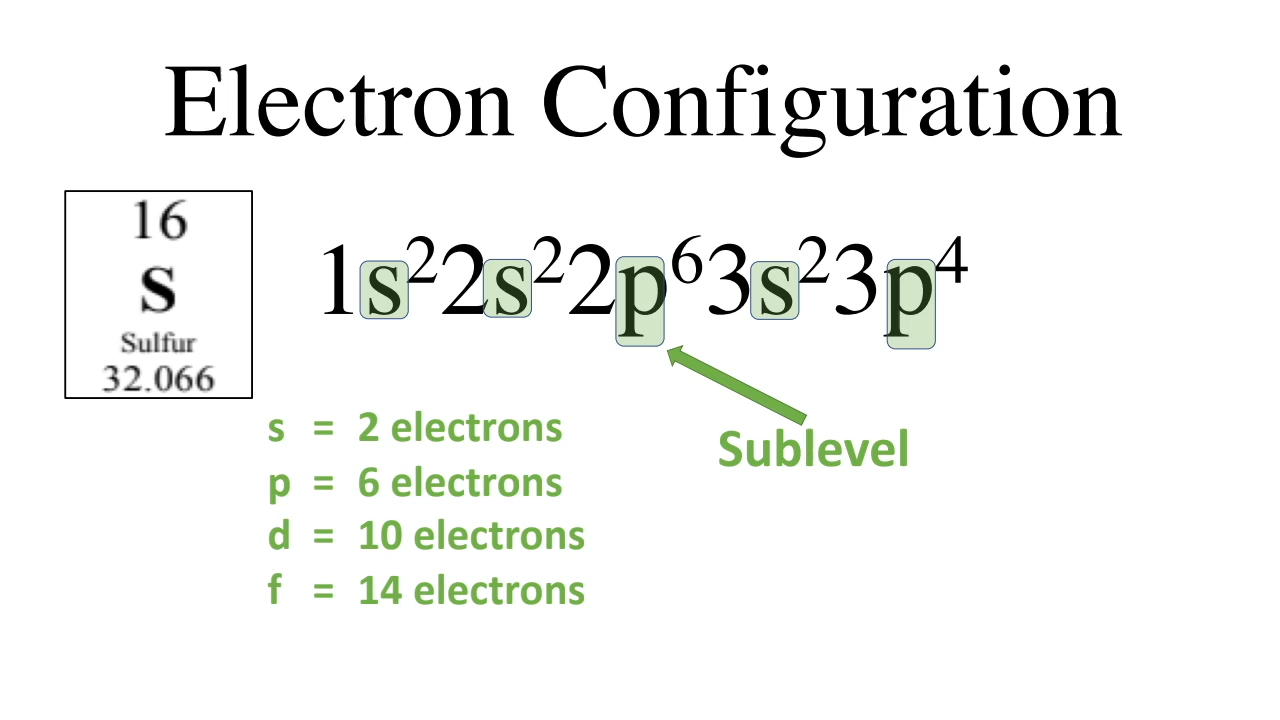 Electron Configuration
16
S
Sulfur
32.066
1s²2s²2p⁶3s²3p⁴
Sublevel
s = 2 electrons
p = 6 electrons
d = 10 electrons
f = 14 electrons